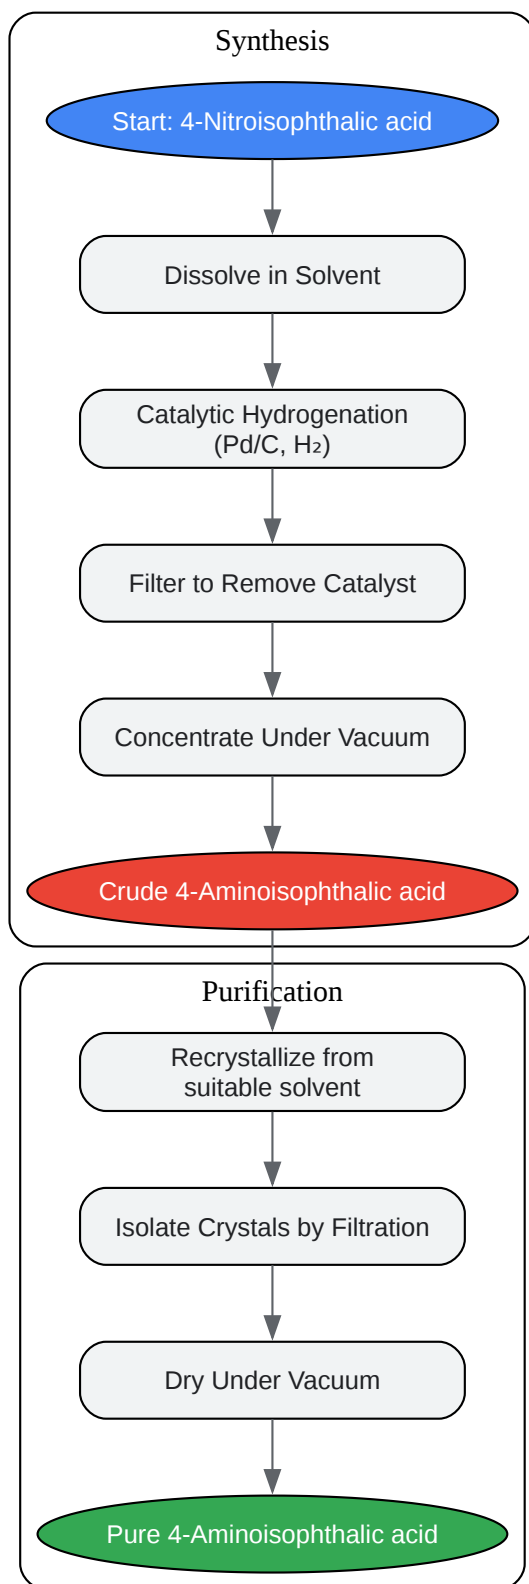 Synthesis
Start: 4-Nitroisophthalic acid
Dissolve in Solvent
Catalytic Hydrogenation
(Pd/C, H₂)
Filter to Remove Catalyst
Concentrate Under Vacuum
Crude 4-Aminoisophthalic acid
Purification
Recrystallize from
suitable solvent
Isolate Crystals by Filtration
Dry Under Vacuum
Pure 4-Aminoisophthalic acid